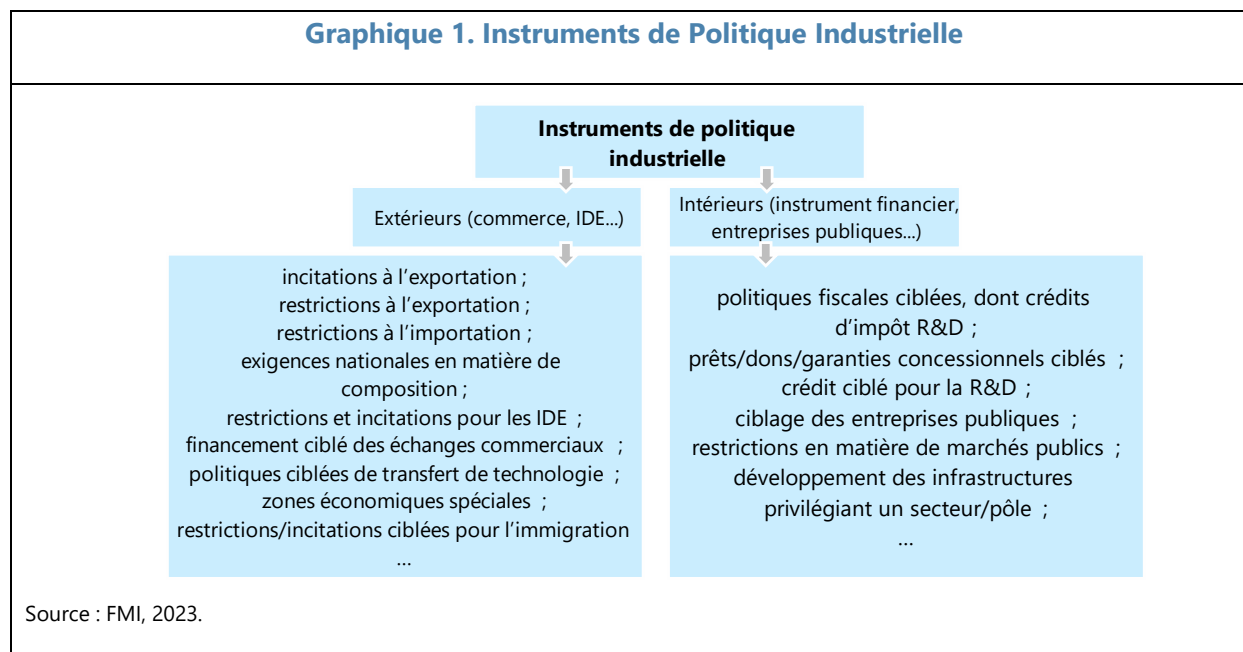 Graphique 1. Instruments de Politique Industrielle
Instruments de politique
industrielle
Extérieurs (commerce, IDE...)
Intérieurs (instrument financier,
entreprises publiques...)
incitations à l’exportation ;
restrictions à l’exportation ;
restrictions à l’importation ;
exigences nationales en matière de
composition ;
restrictions et incitations pour les IDE ;
financement ciblé des échanges commerciaux ;
politiques ciblées de transfert de technologie ;
zones économiques spéciales ;
restrictions/incitations ciblées pour l’immigration
...
politiques fiscales ciblées, dont crédits
d’impôt R&D ;
prêts/dons/garanties concessionnels ciblés ;
crédit ciblé pour la R&D ;
ciblage des entreprises publiques ;
restrictions en matière de marchés publics ;
développement des infrastructures
privilégiant un secteur/pôle ;
...
Source : FMI, 2023.